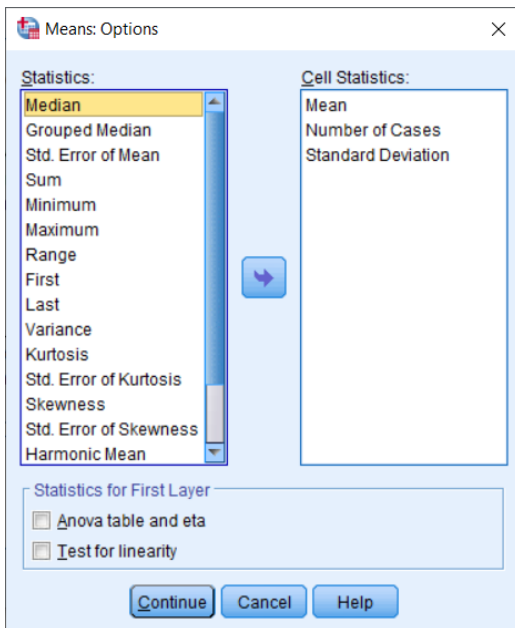 Means: Options
Statistics:
Median
Grouped Median
Std. Error of Mean
Sum
Minimum
Maximum
Range
First
Last
Variance
Kurtosis
Std. Error of Kurtosis
Skewness
Std. Error of Skewness
Harmonic Mean
Cell Statistics:
Mean
Number of Cases
Standard Deviation
Statistics for First Layer
Anova table and eta
Test for linearity
Continue Cancel Help